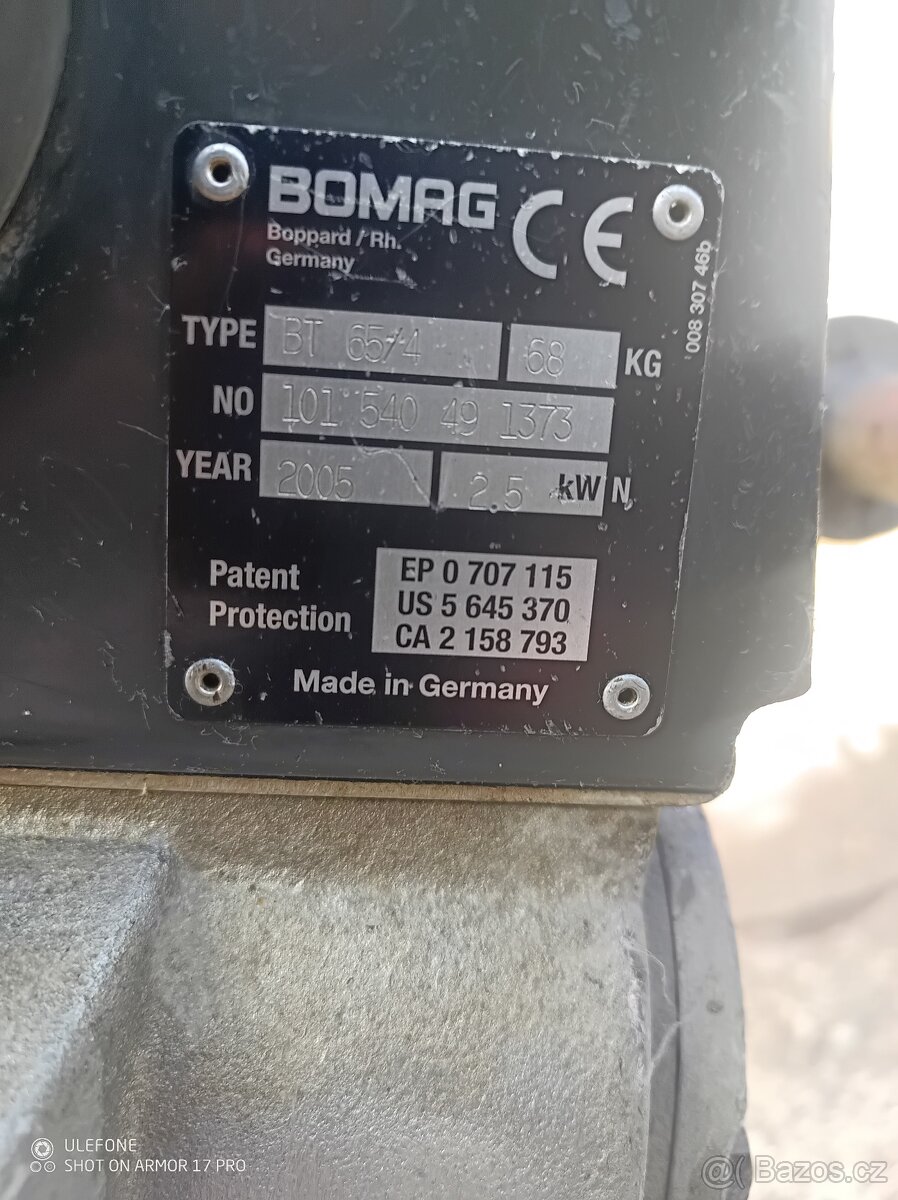 BOMAG CE
Boppard / Rh.
Germany
008 307 46b
TYPE BT 65/4 68 KG
NO 101 540 49 1373
YEAR 2005 2.5 kW N
Patent
Protection
EP 0 707 115
US 5 645 370
CA 2 158 793
Made in Germany
ULEFONE
SHOT ON ARMOR 17 PRO
@ Bazos.cz